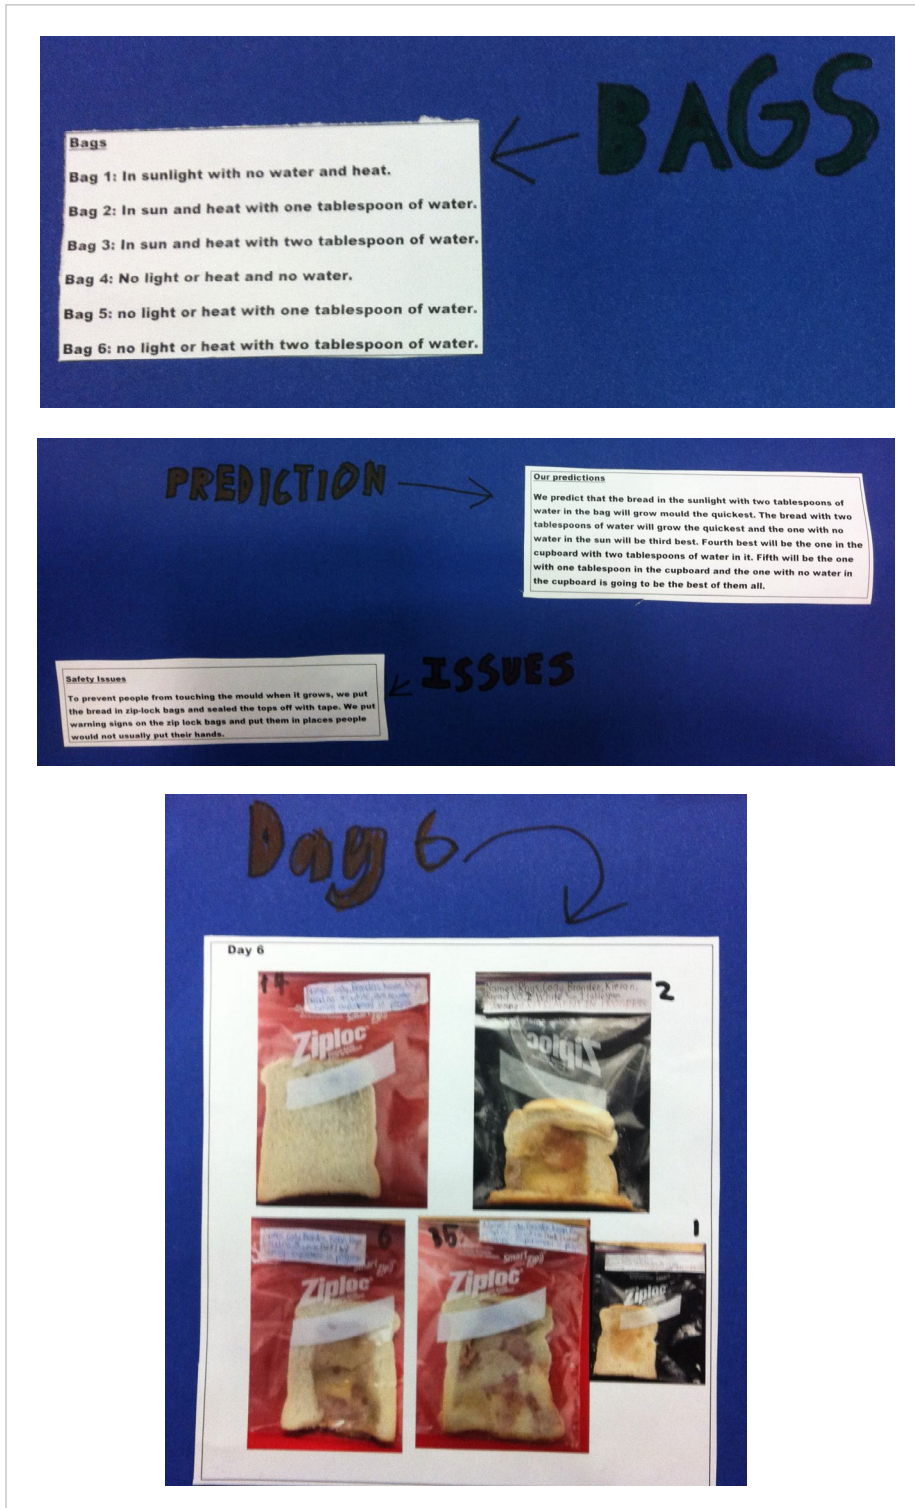 BAGS
Bags
Bag 1: In sunlight with no water and heat.
Bag 2: In sun and heat with one tablespoon of water.
Bag 3: In sun and heat with two tablespoon of water.
Bag 4: No light or heat and no water.
Bag 5: no light or heat with one tablespoon of water.
Bag 6: no light or heat with two tablespoon of water.
PREDICTION
Our predictions
We predict that the bread in the sunlight with two tablespoons of
water in the bag will grow mould the quickest. The bread with two
tablespoons of water will grow the quickest and the one with no
water in the sun will be third best. Fourth best will be the one in the
cupboard with two tablespoons of water in it. Fifth will be the one
with one tablespoon in the cupboard and the one with no water in
the cupboard is going to be the best of them all.
ISSUES
Safety Issues
To prevent people from touching the mould when it grows, we put
the bread in zip-lock bags and sealed the tops off with tape. We put
warning signs on the zip lock bags and put them in places people
would not usually put their hands.
Day 6
Day 6
Ziploc
2
Ziploc
6
Smart Zip
Ziploc
Smart Zip
Ziploc
1
Ziploc